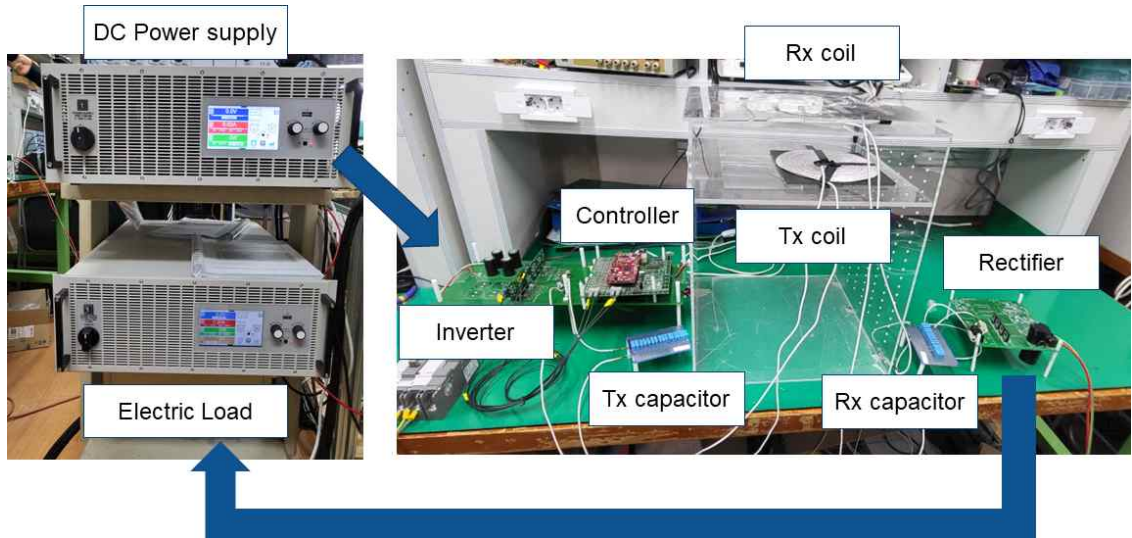 DC Power supply
Rx coil
Controller
Tx coil
Rectifier
Inverter
Tx capacitor
Rx capacitor
Electric Load